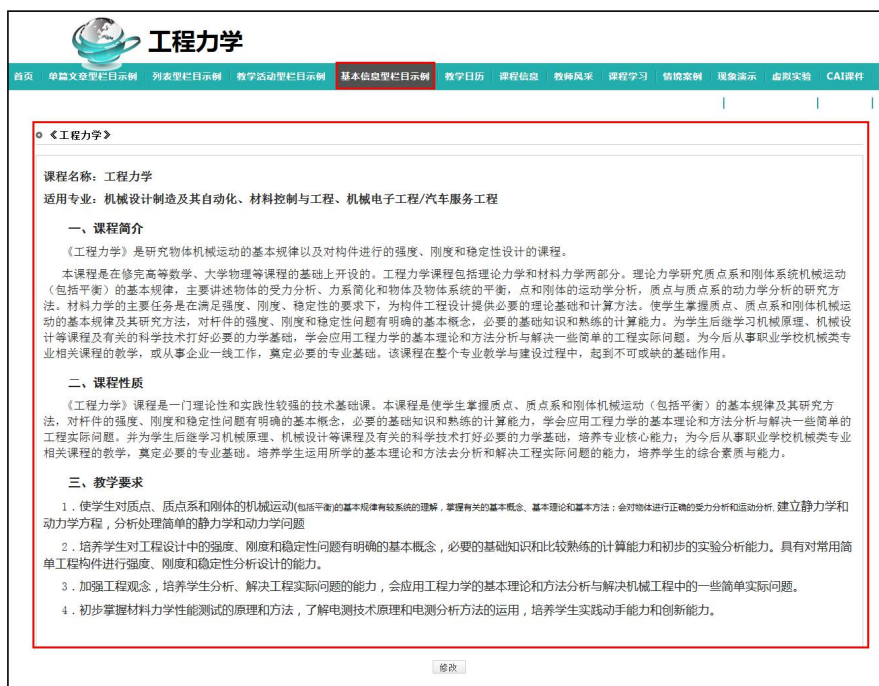 工程力学
首页 单篇文章型栏目示例 列表型栏目示例 教学活动型栏目示例 基本信息型栏目示例 教学日历 课程信息 教师风采 课程学习 情境案例 现象演示 虚拟实验 CAI课件
《工程力学》
课程名称：工程力学
适用专业：机械设计制造及其自动化、材料控制与工程、机械电子工程/汽车服务工程
一、课程简介
《工程力学》是研究物体机械运动的基本规律以及对构件进行的强度、刚度和稳定性设计的课程。
本课程是在修完高等数学、大学物理等课程的基础上开设的。工程力学课程包括理论力学和材料力学两部分。理论力学研究质点系和刚体系统机械运动
（包括平衡）的基本规律，主要讲述物体的受力分析、力系简化和物体及物体系统的平衡，点和刚体的运动学分析，质点与质点系的动力学分析的研究方
法。材料力学的主要任务是在满足强度、刚度、稳定性的要求下，为构件工程设计提供必要的理论基础和计算方法。使学生掌握质点、质点系和刚体机械运
动的基本规律及其研究方法，对杆件的强度、刚度和稳定性问题有明确的基本概念，必要的基础知识和熟练的计算能力。为学生后继学习机械原理、机械设
计等课程及有关的科学技术打好必要的力学基础，学会应用工程力学的基本理论和方法分析与解决一些简单的工程实际问题。为今后从事职业学校机械类专
业相关课程的教学，或从事企业一线工作，奠定必要的专业基础。该课程在整个专业教学与建设过程中，起到不可或缺的基础作用。
二、课程性质
《工程力学》课程是一门理论性和实践性较强的技术基础课。本课程是使学生掌握质点、质点系和刚体机械运动（包括平衡）的基本规律及其研究方
法，对杆件的强度、刚度和稳定性问题有明确的基本概念，必要的基础知识和熟练的计算能力，学会应用工程力学的基本理论和方法分析与解决一些简单的
工程实际问题。并为学生后继学习机械原理、机械设计等课程及有关的科学技术打好必要的力学基础，培养专业核心能力；为今后从事职业学校机械类专业
相关课程的教学，奠定必要的专业基础。培养学生运用所学的基本理论和方法去分析和解决工程实际问题的能力，培养学生的综合素质与能力。
三、教学要求
1．使学生对质点、质点系和刚体的机械运动(包括平衡)的基本规律有较系统的理解，掌握有关的基本概念、基本理论和基本方法；会对物体进行正确的受力分析和运动分析, 建立静力学和
动力学方程，分析处理简单的静力学和动力学问题
2．培养学生对工程设计中的强度、刚度和稳定性问题有明确的基本概念，必要的基础知识和比较熟练的计算能力和初步的实验分析能力。具有对常用简
单工程构件进行强度、刚度和稳定性分析设计的能力。
3．加强工程观念，培养学生分析、解决工程实际问题的能力，会应用工程力学的基本理论和方法分析与解决机械工程中的一些简单实际问题。
4．初步掌握材料力学性能测试的原理和方法，了解电测技术原理和电测分析方法的运用，培养学生实践动手能力和创新能力。
修改